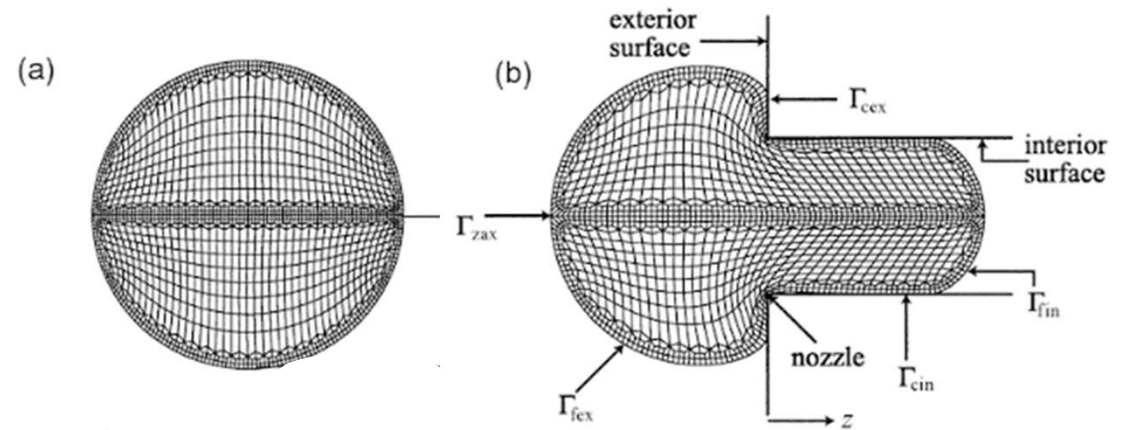 (a)
(b)
exterior
surface
Γcex
interior
surface
Γzax
Γfin
nozzle
Γcin
Γfex
z